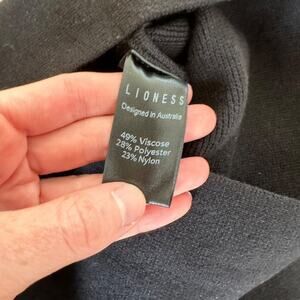 LIONESS
Designed in Australia
49% Viscose
28% Polyester
23% Nylon